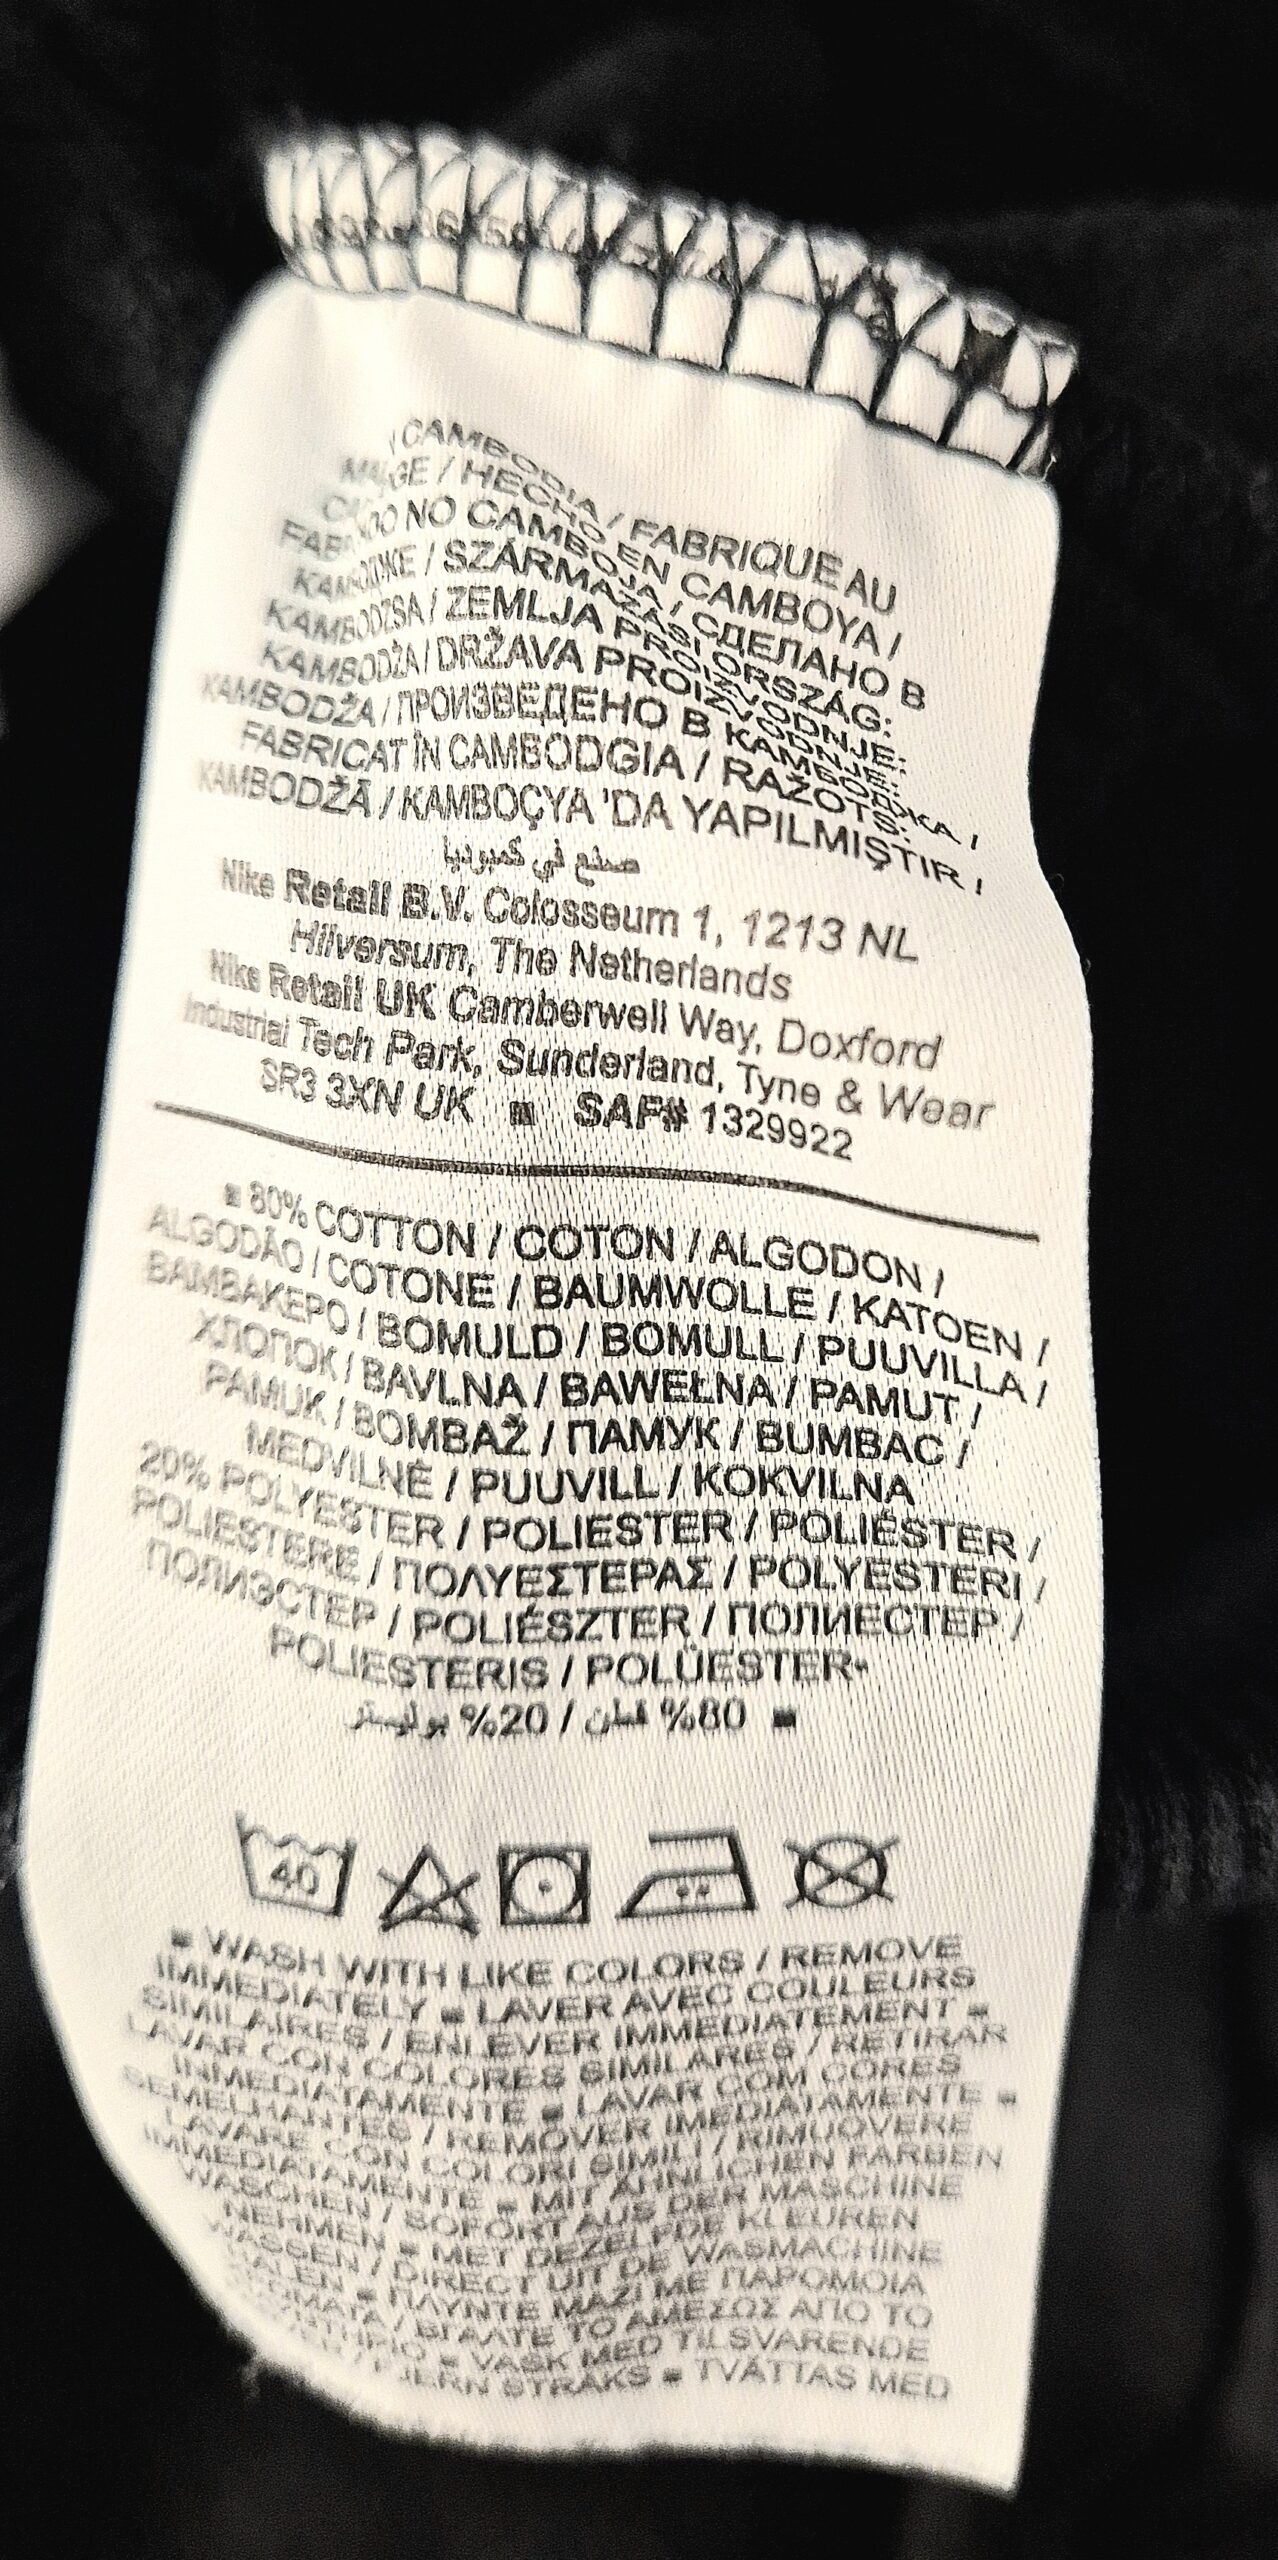 CAMBODIA / FABRIQUE AU
/ HECHO EN CAMBOYA /
NO CAMBOJA / СДЕЛАНО В
/ SZÁRMAZÁSI ORSZÁG:
KAMBODZSA / ZEMLJA PROIZVODNJE:
KAMBODŽA / DRŽAVA PROIZVODNJE:
KAMBODŽA / ПРОИЗВЕДЕНО В КАМБОДЖА /
FABRICAT ÎN CAMBODGIA / RAŽOTS:
KAMBODŽĀ / KAMBOÇYA 'DA YAPILMIŞTIR /
صنع في كمبوديا
Nike Retail B.V. Colosseum 1, 1213 NL
Hilversum, The Netherlands
Nike Retail UK Camberwell Way, Doxford
Industrial Tech Park, Sunderland, Tyne & Wear
SR3 3XN UK ■ SAF# 1329922
■ 80% COTTON / COTON / ALGODON /
ALGODÃO / COTONE / BAUMWOLLE / KATOEN /
ΒΑΜΒΑΚΕΡΟ / BOMULD / BOMULL / PUUVILLA /
ХЛОПОК / BAVLNA / BAWEŁNA / PAMUT /
PAMUK / BOMBAŽ / ПАМУК / BUMBAC /
MEDVILNĖ / PUUVILL / KOKVILNA
20% POLYESTER / POLIESTER / POLIÉSTER /
POLIESTERE / ΠΟΛΥΕΣΤΕΡΑΣ / POLYESTERI /
ПОЛИЭСТЕР / POLIÉSZTER / ПОЛИЕСТЕР /
POLIESTERIS / POLÜESTER•
■ 80% قطن / 20% بوليستر
40
■ WASH WITH LIKE COLORS / REMOVE
IMMEDIATELY ■ LAVER AVEC COULEURS
SIMILAIRES / ENLEVER IMMEDIATEMENT ■
LAVAR CON COLORES SIMILARES / RETIRAR
INMEDIATAMENTE ■ LAVAR COM CORES
SEMELHANTES / REMOVER IMEDIATAMENTE ■
LAVARE CON COLORI SIMILI / RIMUOVERE
IMMEDIATAMENTE ■ MIT ÄHNLICHEN FARBEN
WASCHEN / SOFORT AUS DER MASCHINE
NEHMEN ■ MET DEZELFDE KLEUREN
WASSEN / DIRECT UIT DE WASMACHINE
HALEN ■ ΠΛΥΝΤΕ ΜΑΖΙ ΜΕ ΠΑΡΟΜΟΙΑ
/ ΒΓΑΛΤΕ ΤΟ ΑΜΕΣΩΣ ΑΠΟ ΤΟ
■ VASK MED TILSVARENDE
/ FJERN STRAKS ■ TVÄTTAS MED